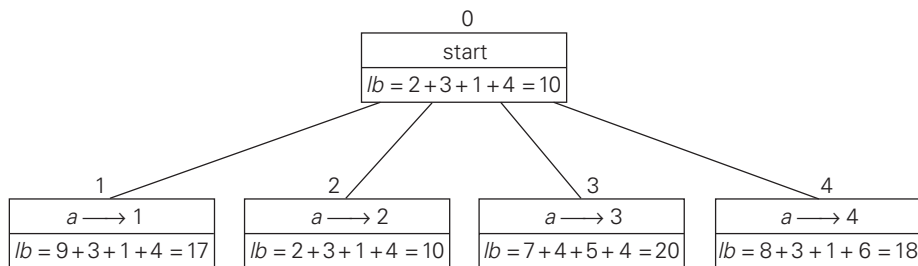 0
start
lb = 2 + 3 + 1 + 4 = 10
1
2
3
4
a ⟶ 1
a ⟶ 2
a ⟶ 3
a ⟶ 4
lb = 9 + 3 + 1 + 4 = 17
lb = 2 + 3 + 1 + 4 = 10
lb = 7 + 4 + 5 + 4 = 20
lb = 8 + 3 + 1 + 6 = 18